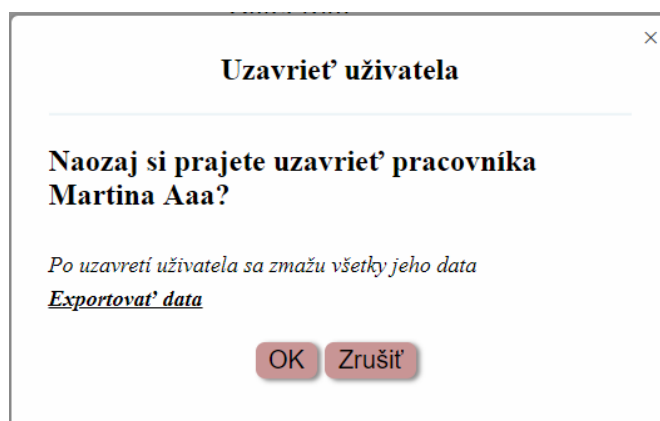 ×
Uzavrieť uživatela
Naozaj si prajete uzavrieť pracovníka
Martina Aaa?
Po uzavretí uživatela sa zmažu všetky jeho data
Exportovať data
OK Zrušiť